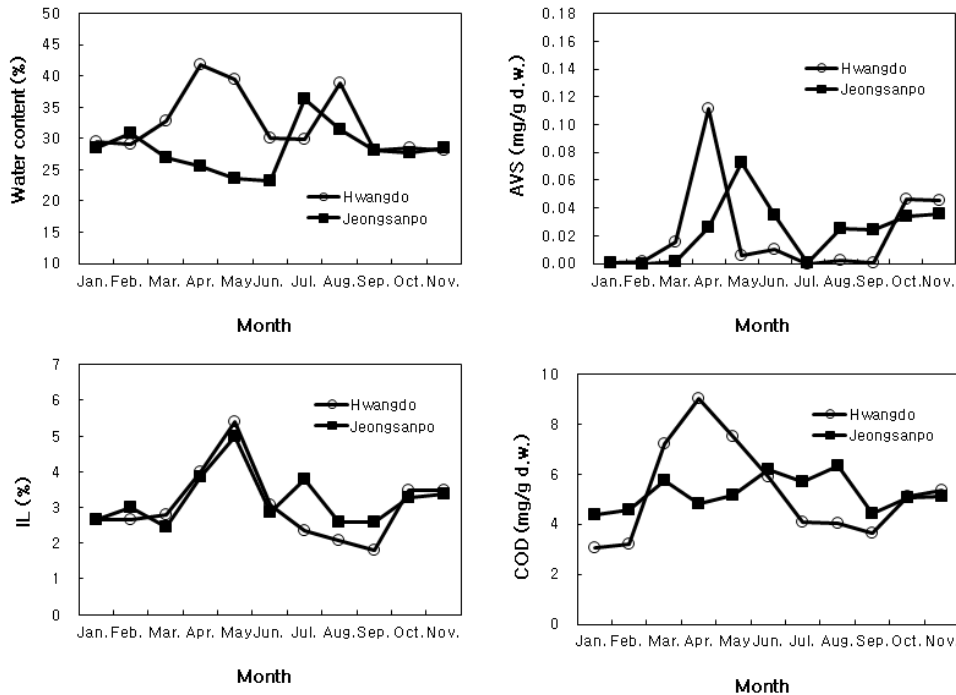 Water content (%)
50
45
40
35
30
25
20
15
10
Hwangdo
Jeongsanpo
Jan. Feb. Mar. Apr. May Jun. Jul. Aug. Sep. Oct. Nov.
Month
AVS (mg/g d.w.)
0.18
0.16
0.14
0.12
0.10
0.08
0.06
0.04
0.02
0.00
Hwangdo
Jeongsanpo
Jan. Feb. Mar. Apr. May Jun. Jul. Aug. Sep. Oct. Nov.
Month
IL (%)
7
6
5
4
3
2
1
0
Hwangdo
Jeongsanpo
Jan. Feb. Mar. Apr. May Jun. Jul. Aug. Sep. Oct. Nov.
Month
COD (mg/g d.w.)
10
8
6
4
2
0
Hwangdo
Jeongsanpo
Jan. Feb. Mar. Apr. May Jun. Jul. Aug. Sep. Oct. Nov.
Month